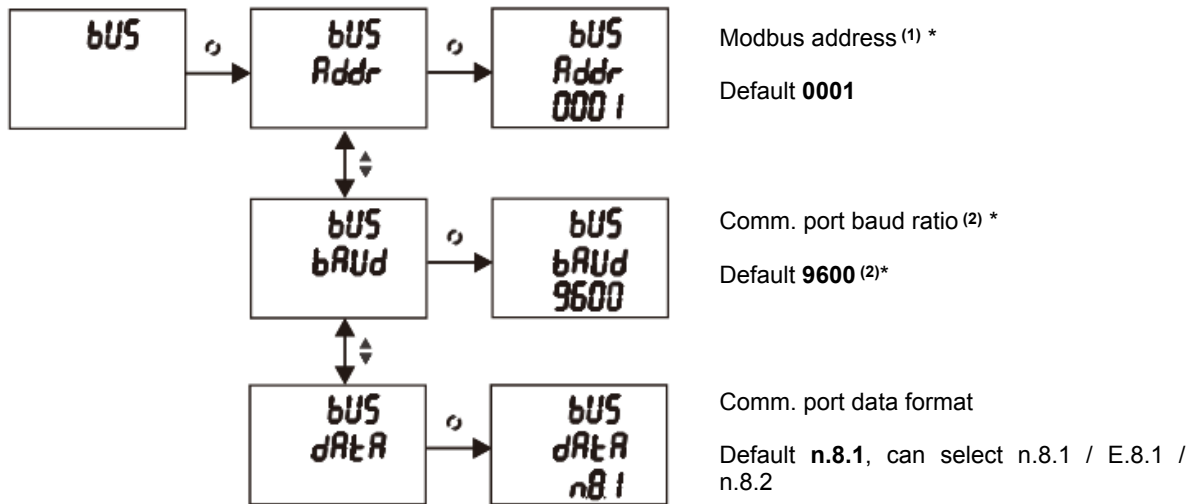 bUS
bUS
Addr
bUS
Addr
0001
Modbus address (1) *
Default 0001
bUS
bAUd
bUS
bAUd
9600
Comm. port baud ratio (2) *
Default 9600 (2)*
bUS
dAtA
bUS
dAtA
n.8.1
Comm. port data format
Default n.8.1, can select n.8.1 / E.8.1 /
n.8.2